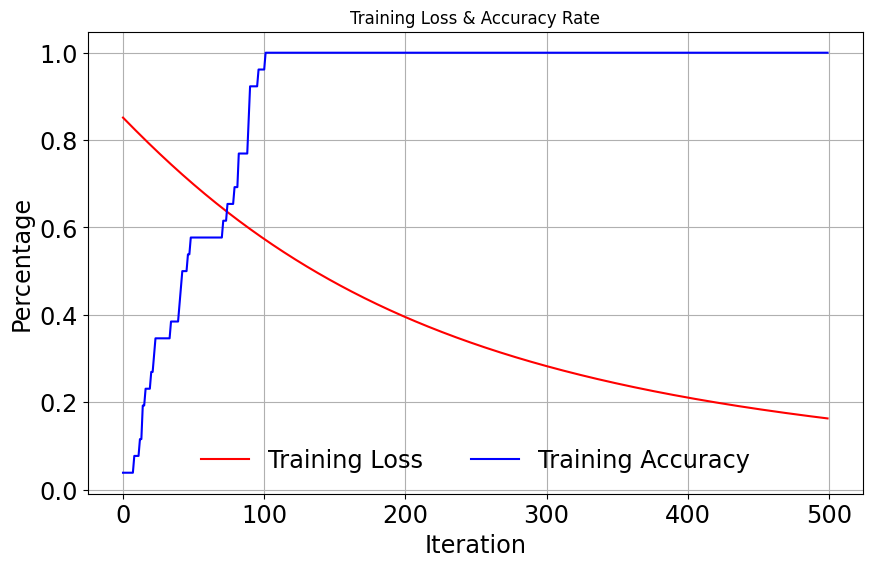 Training Loss & Accuracy Rate
1.0
0.8
0.6
0.4
0.2
0.0
Percentage
Training Loss
Training Accuracy
0 100 200 300 400 500
Iteration